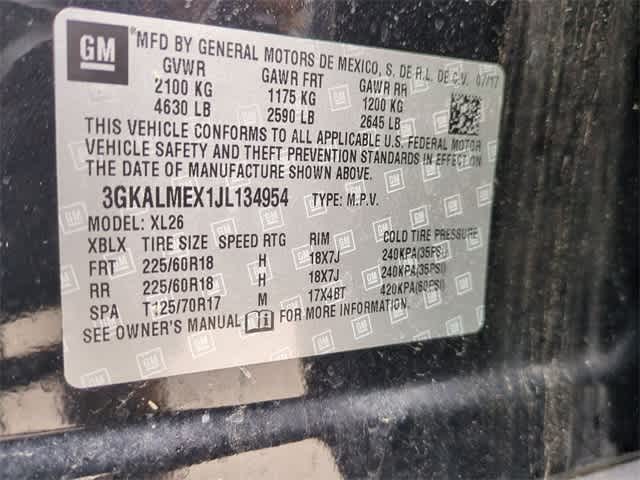 GM
MFD BY GENERAL MOTORS DE MEXICO, S. DE R.L. DE C.V. 07/17
GVWR GAWR FRT GAWR RR
2100 KG 1175 KG 1200 KG
4630 LB 2590 LB 2645 LB
THIS VEHICLE CONFORMS TO ALL APPLICABLE U.S. FEDERAL MOTOR
VEHICLE SAFETY AND THEFT PREVENTION STANDARDS IN EFFECT ON
THE DATE OF MANUFACTURE SHOWN ABOVE.
3GKALMEX1JL134954 TYPE: M.P.V.
MODEL: XL26
XBLX TIRE SIZE SPEED RTG RIM COLD TIRE PRESSURE
FRT 225/60R18 H 18X7J 240KPA(35PSI)
RR 225/60R18 H 18X7J 240KPA(35PSI)
SPA T125/70R17 M 17X4BT 420KPA(60PSI)
SEE OWNER'S MANUAL FOR MORE INFORMATION.